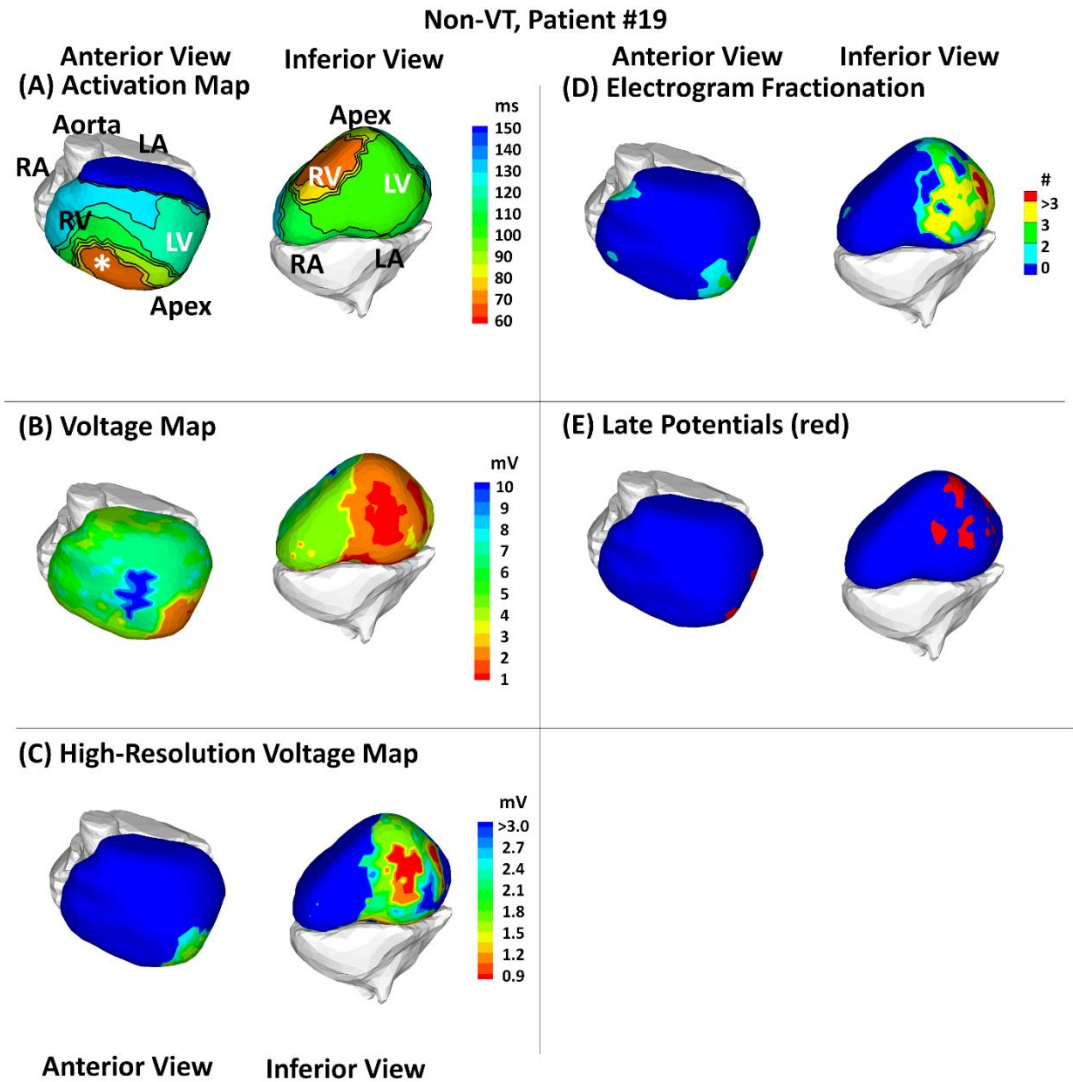 Non-VT, Patient #19
Anterior View
Inferior View
Anterior View
Inferior View
(A) Activation Map
(D) Electrogram Fractionation
Aorta
LA
RA
RV
LV
*
Apex
Apex
RV
LV
RA
LA
ms
150
140
130
120
110
100
90
80
70
60
#
>3
3
2
0
(B) Voltage Map
(E) Late Potentials (red)
mV
10
9
8
7
6
5
4
3
2
1
(C) High-Resolution Voltage Map
mV
>3.0
2.7
2.4
2.1
1.8
1.5
1.2
0.9
Anterior View
Inferior View